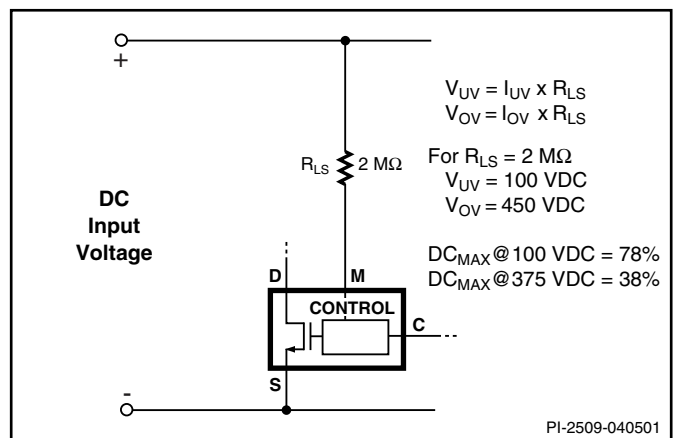 +
V_UV = I_UV x R_LS
V_OV = I_OV x R_LS
R_LS 2 MΩ
For R_LS = 2 MΩ
V_UV = 100 VDC
V_OV = 450 VDC
DC
Input
Voltage
DC_MAX@100 VDC = 78%
DC_MAX@375 VDC = 38%
D M
CONTROL
C
S
-
PI-2509-040501